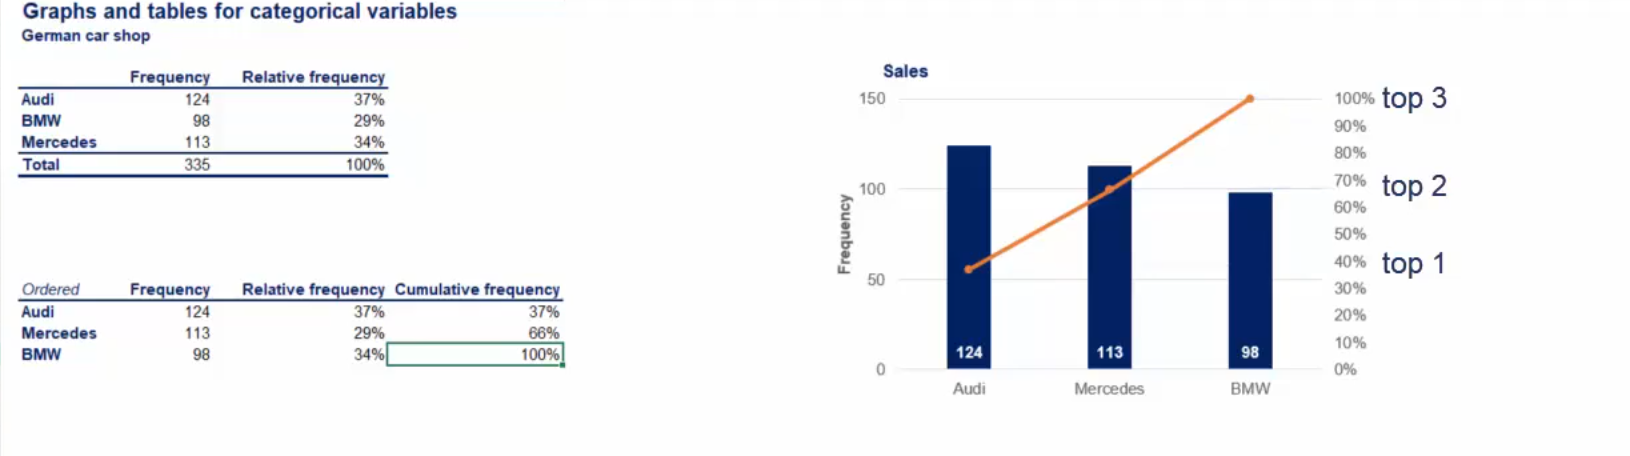 Graphs and tables for categorical variables
German car shop
Frequency Relative frequency
Audi 124 37%
BMW 98 29%
Mercedes 113 34%
Total 335 100%
Ordered Frequency Relative frequency Cumulative frequency
Audi 124 37% 37%
Mercedes 113 29% 66%
BMW 98 34% 100%
Sales
Frequency
150
100
50
0
124
113
98
Audi Mercedes BMW
100% top 3
90%
80%
70% top 2
60%
50%
40% top 1
30%
20%
10%
0%